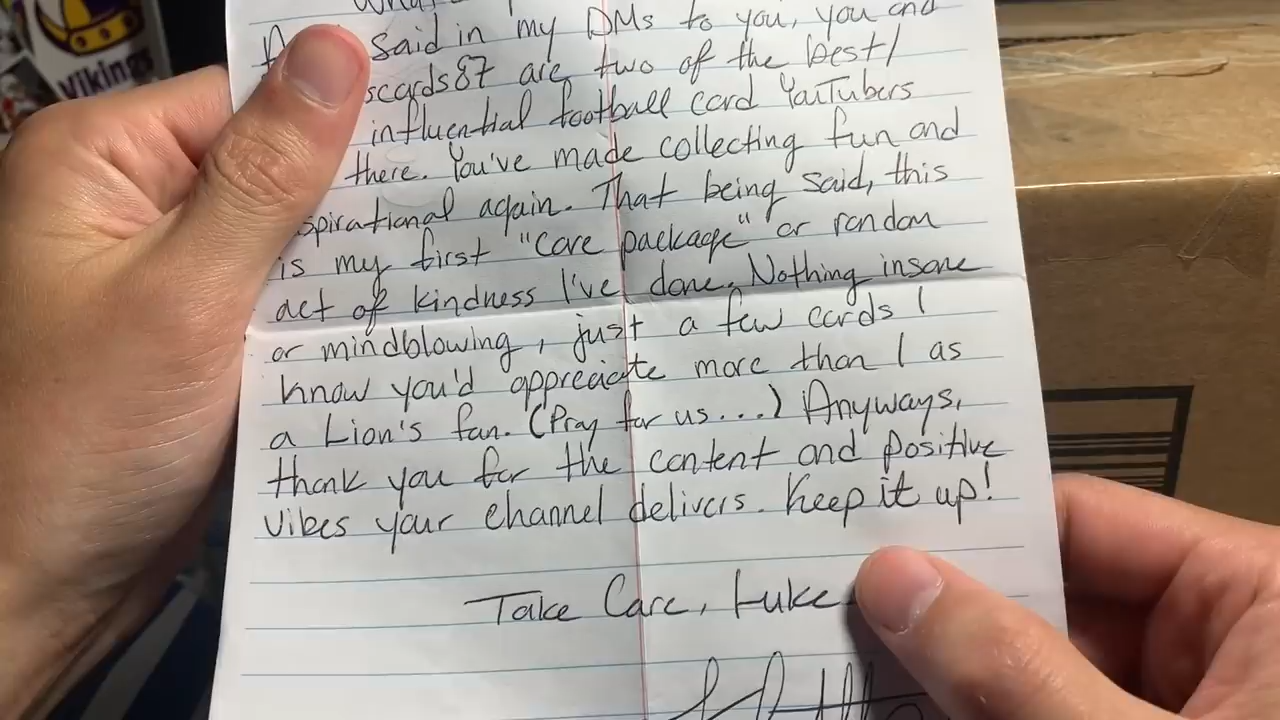 Vikings
What
said in my DMs to you, you and
scards87 are two of the best/
influential football card YouTubers
there. You've made collecting fun and
spirational again. That being said, this
is my first "care package" or random
act of kindness I've done. Nothing insane
or mindblowing, just a few cards I
know you'd appreciate more than I as
a Lion's fan. (Pray for us...) Anyways,
thank you for the content and positive
vibes your channel delivers. Keep it up!
Take Care, Luke